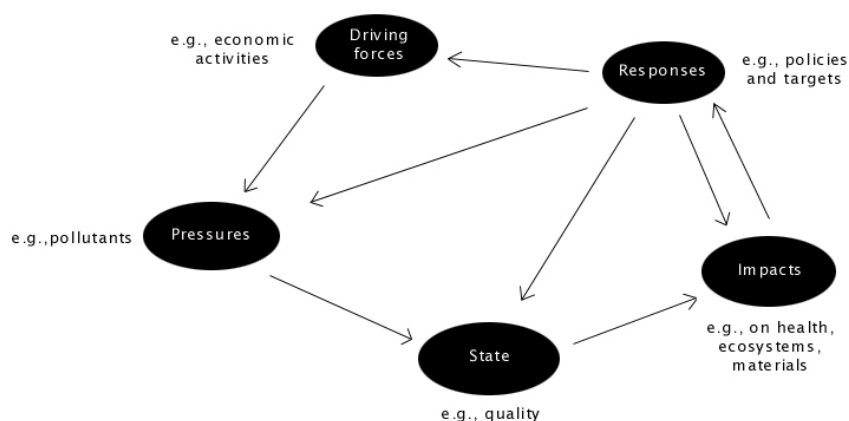 e.g., economic
activities
Driving
forces
Responses
e.g., policies
and targets
e.g.,pollutants
Pressures
Impacts
e.g., on health,
ecosystems,
materials
State
e.g., quality